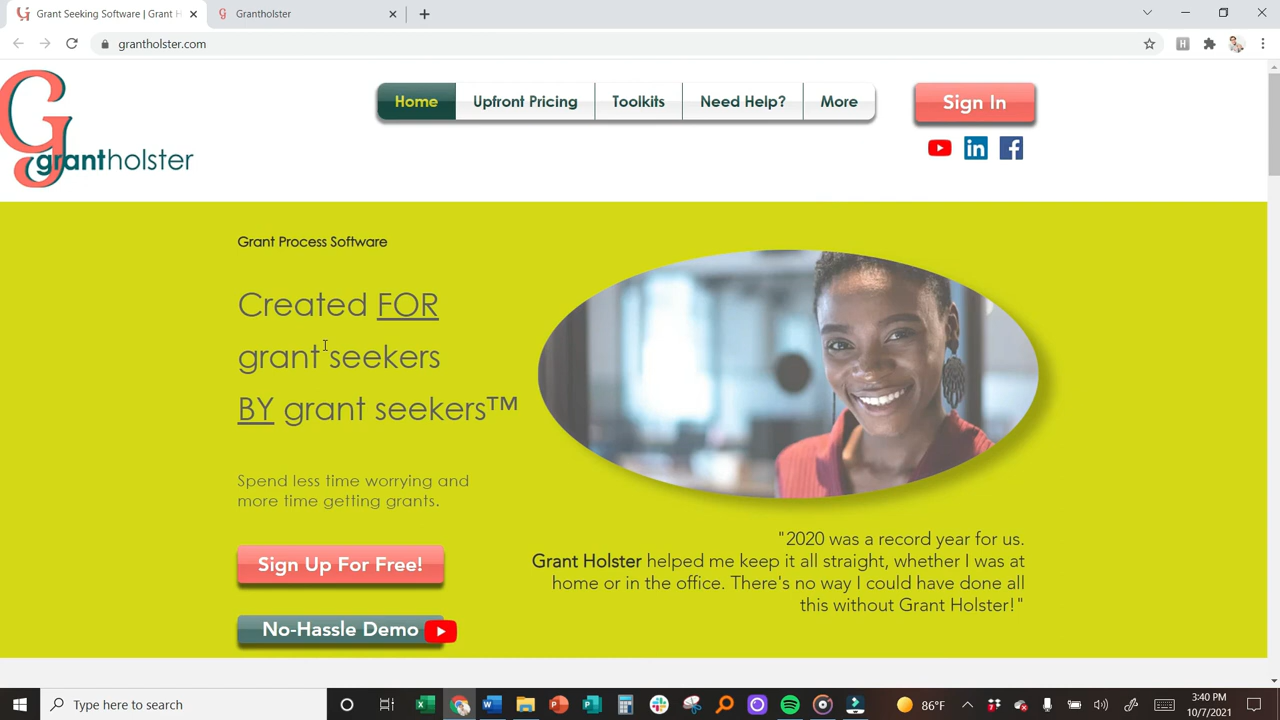 Grant Seeking Software | Grant H
Grantholster
grantholster.com
H
G
grantholster
Home
Upfront Pricing
Toolkits
Need Help?
More
Sign In
Grant Process Software
Created FOR
grant seekers
BY grant seekers™
Spend less time worrying and
more time getting grants.
Sign Up For Free!
No-Hassle Demo
"2020 was a record year for us.
Grant Holster helped me keep it all straight, whether I was at
home or in the office. There's no way I could have done all
this without Grant Holster!"
Type here to search
86°F
3:40 PM
10/7/2021